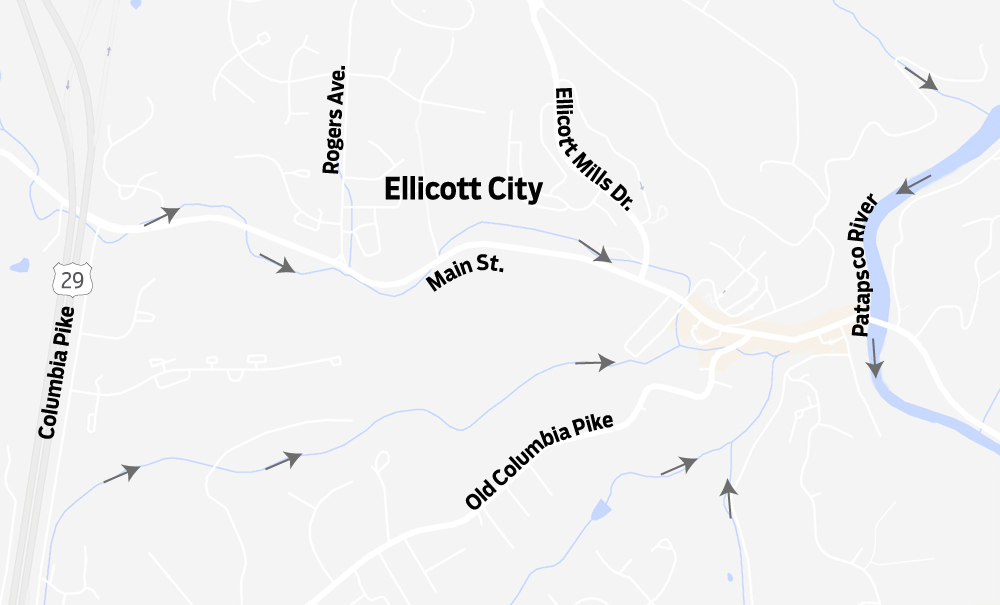 Rogers Ave.
Ellicott Mills Dr.
Ellicott City
Patapsco River
Main St.
29
Columbia Pike
Old Columbia Pike